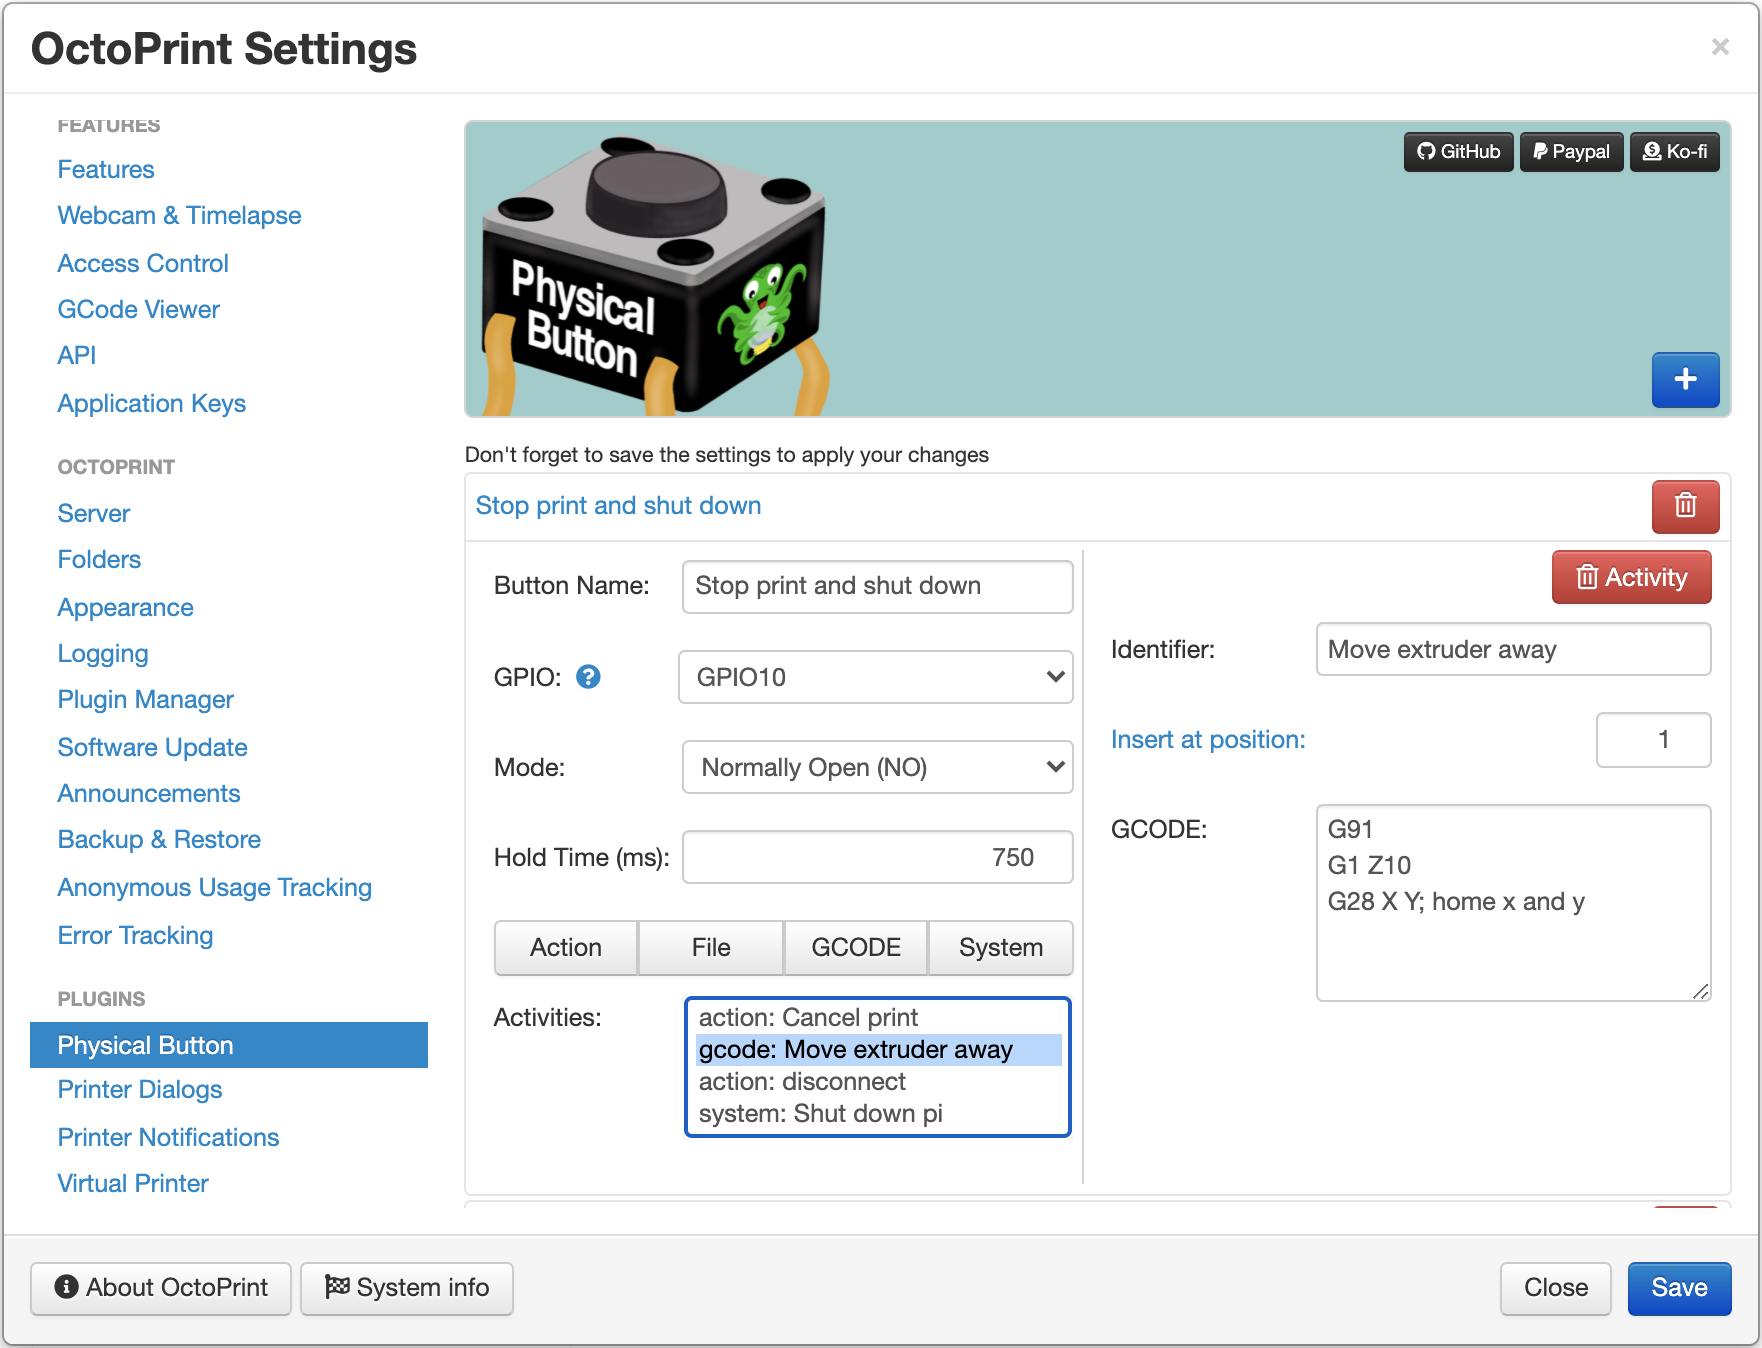 OctoPrint Settings
×
FEATURES
Features
Webcam & Timelapse
Access Control
GCode Viewer
API
Application Keys
OCTOPRINT
Server
Folders
Appearance
Logging
Plugin Manager
Software Update
Announcements
Backup & Restore
Anonymous Usage Tracking
Error Tracking
PLUGINS
Physical Button
Printer Dialogs
Printer Notifications
Virtual Printer
Physical
Button
GitHub
Paypal
Ko-fi
+
Don't forget to save the settings to apply your changes
Stop print and shut down
Button Name: Stop print and shut down
GPIO: ? GPIO10
Mode: Normally Open (NO)
Hold Time (ms): 750
Action File GCODE System
Activities:
action: Cancel print
gcode: Move extruder away
action: disconnect
system: Shut down pi
Activity
Identifier: Move extruder away
Insert at position: 1
GCODE:
G91
G1 Z10
G28 X Y; home x and y
About OctoPrint
System info
Close
Save